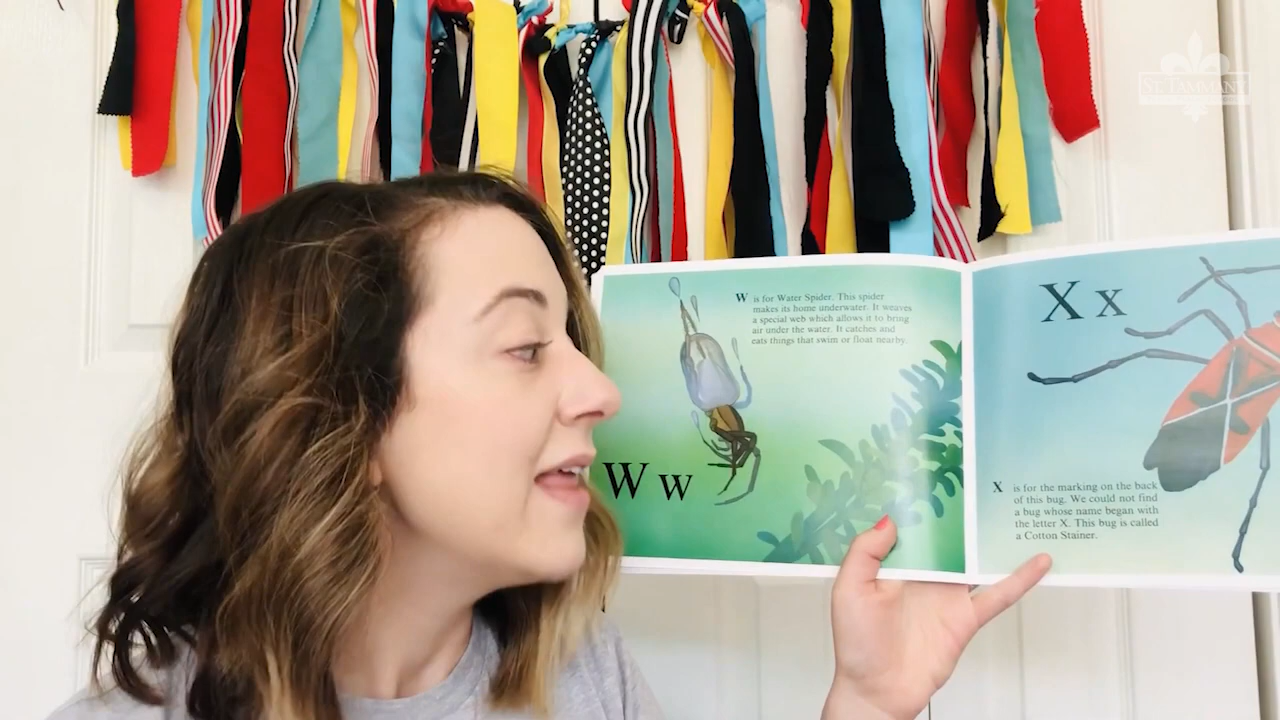 St. Tammany
W is for Water Spider. This spider
makes its home underwater. It weaves
a special web which allows it to bring
air under the water. It catches and
eats things that swim or float nearby.
W w
X x
X is for the marking on the back
of this bug. We could not find
a bug whose name began with
the letter X. This bug is called
a Cotton Stainer.